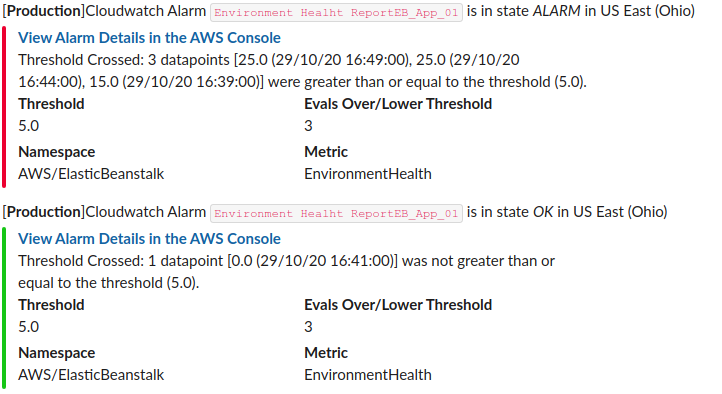 [Production]Cloudwatch Alarm Environment Healht ReportEB_App_01 is in state ALARM in US East (Ohio)
View Alarm Details in the AWS Console
Threshold Crossed: 3 datapoints [25.0 (29/10/20 16:49:00), 25.0 (29/10/20
16:44:00), 15.0 (29/10/20 16:39:00)] were greater than or equal to the threshold (5.0).
Threshold Evals Over/Lower Threshold
5.0 3
Namespace Metric
AWS/ElasticBeanstalk EnvironmentHealth
[Production]Cloudwatch Alarm Environment Healht ReportEB_App_01 is in state OK in US East (Ohio)
View Alarm Details in the AWS Console
Threshold Crossed: 1 datapoint [0.0 (29/10/20 16:41:00)] was not greater than or
equal to the threshold (5.0).
Threshold Evals Over/Lower Threshold
5.0 3
Namespace Metric
AWS/ElasticBeanstalk EnvironmentHealth